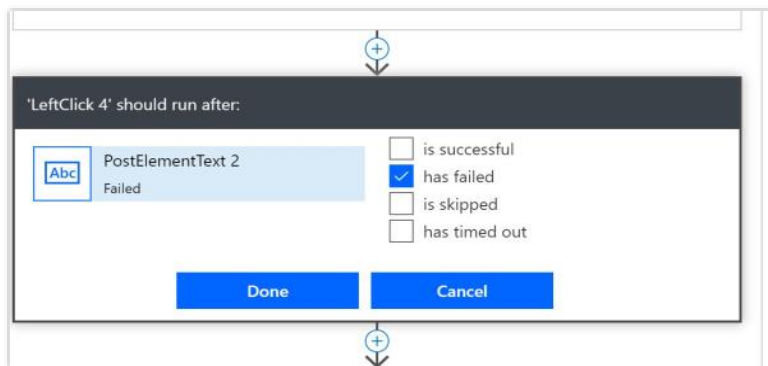 'LeftClick 4' should run after:
Abc
PostElementText 2
Failed
is successful
has failed
is skipped
has timed out
Done
Cancel